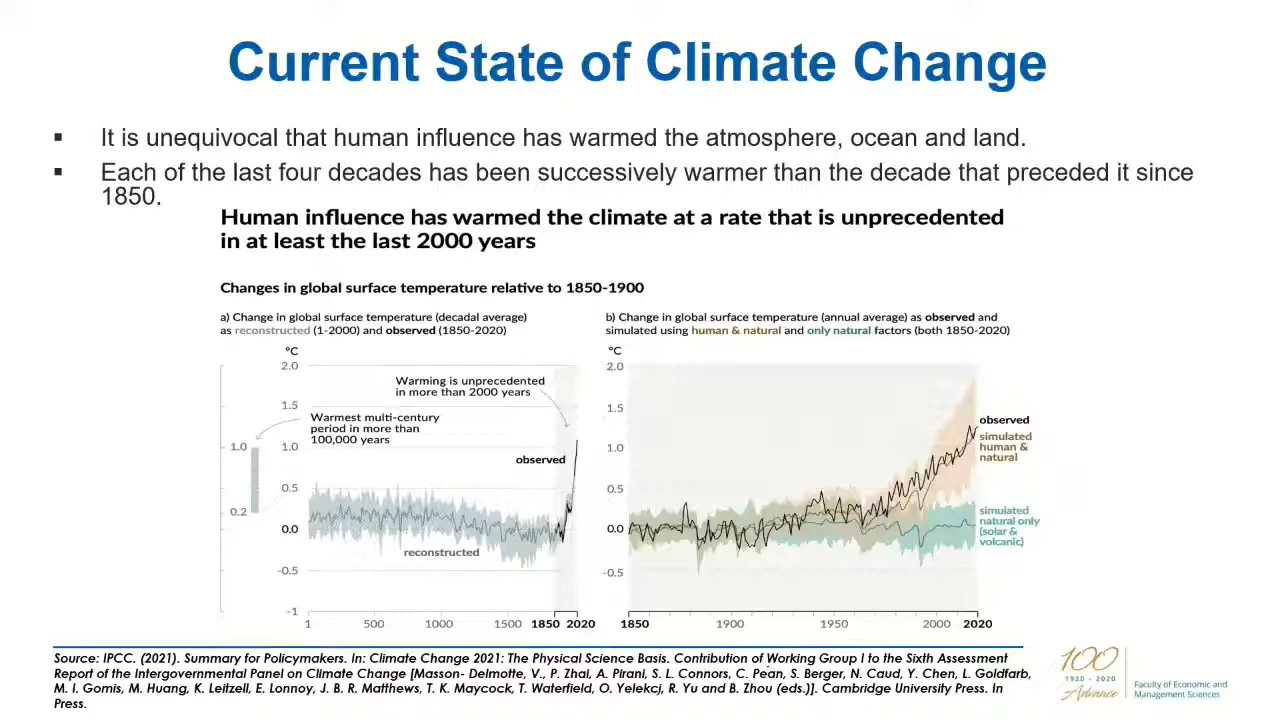 Current State of Climate Change
▪ It is unequivocal that human influence has warmed the atmosphere, ocean and land.
▪ Each of the last four decades has been successively warmer than the decade that preceded it since
1850.
Human influence has warmed the climate at a rate that is unprecedented
in at least the last 2000 years
Changes in global surface temperature relative to 1850-1900
a) Change in global surface temperature (decadal average)
as reconstructed (1-2000) and observed (1850-2020)
ºC
2.0
1.5
1.0
0.5
0.0
-0.5
-1
1.0
0.2
Warming is unprecedented
in more than 2000 years
Warmest multi-century
period in more than
100,000 years
observed
reconstructed
1 500 1000 1500 1850 2020
b) Change in global surface temperature (annual average) as observed and
simulated using human & natural and only natural factors (both 1850-2020)
ºC
2.0
1.5
1.0
0.5
0.0
-0.5
observed
simulated
human &
natural
simulated
natural only
(solar &
volcanic)
1850 1900 1950 2000 2020
Source: IPCC. (2021). Summary for Policymakers. In: Climate Change 2021: The Physical Science Basis. Contribution of Working Group I to the Sixth Assessment
Report of the Intergovernmental Panel on Climate Change [Masson- Delmotte, V., P. Zhai, A. Pirani, S. L. Connors, C. Pean, S. Berger, N. Caud, Y. Chen, L. Goldfarb,
M. I. Gomis, M. Huang, K. Leitzell, E. Lonnoy, J. B. R. Matthews, T. K. Maycock, T. Waterfield, O. Yelekcj, R. Yu and B. Zhou (eds.)]. Cambridge University Press. In
Press.
100
1920 - 2020
Advance
Faculty of Economic and
Management Sciences